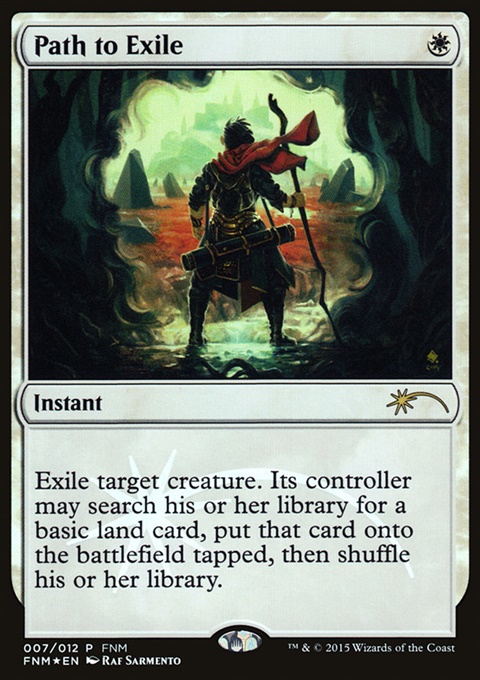 Path to Exile
Instant
Exile target creature. Its controller
may search his or her library for a
basic land card, put that card onto
the battlefield tapped, then shuffle
his or her library.
007/012 P FNM
FNM★EN Raf Sarmento
™ & © 2015 Wizards of the Coast